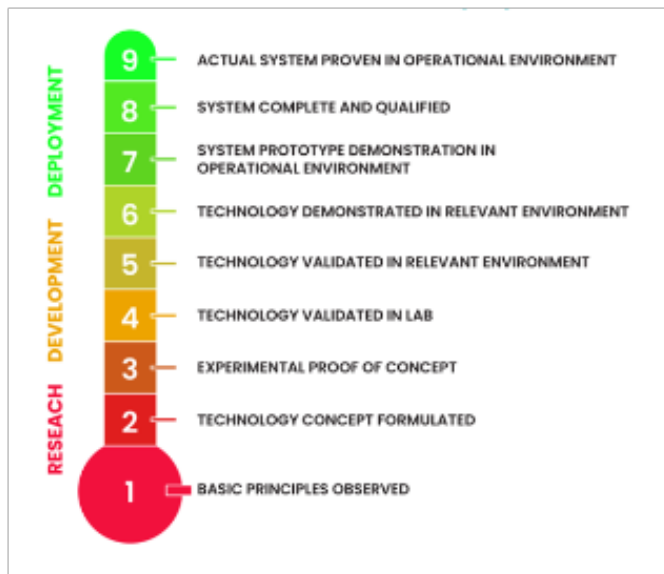 DEPLOYMENT
DEVELOPMENT
RESEACH
9 ACTUAL SYSTEM PROVEN IN OPERATIONAL ENVIRONMENT
8 SYSTEM COMPLETE AND QUALIFIED
7 SYSTEM PROTOTYPE DEMONSTRATION IN
OPERATIONAL ENVIRONMENT
6 TECHNOLOGY DEMONSTRATED IN RELEVANT ENVIRONMENT
5 TECHNOLOGY VALIDATED IN RELEVANT ENVIRONMENT
4 TECHNOLOGY VALIDATED IN LAB
3 EXPERIMENTAL PROOF OF CONCEPT
2 TECHNOLOGY CONCEPT FORMULATED
1 BASIC PRINCIPLES OBSERVED